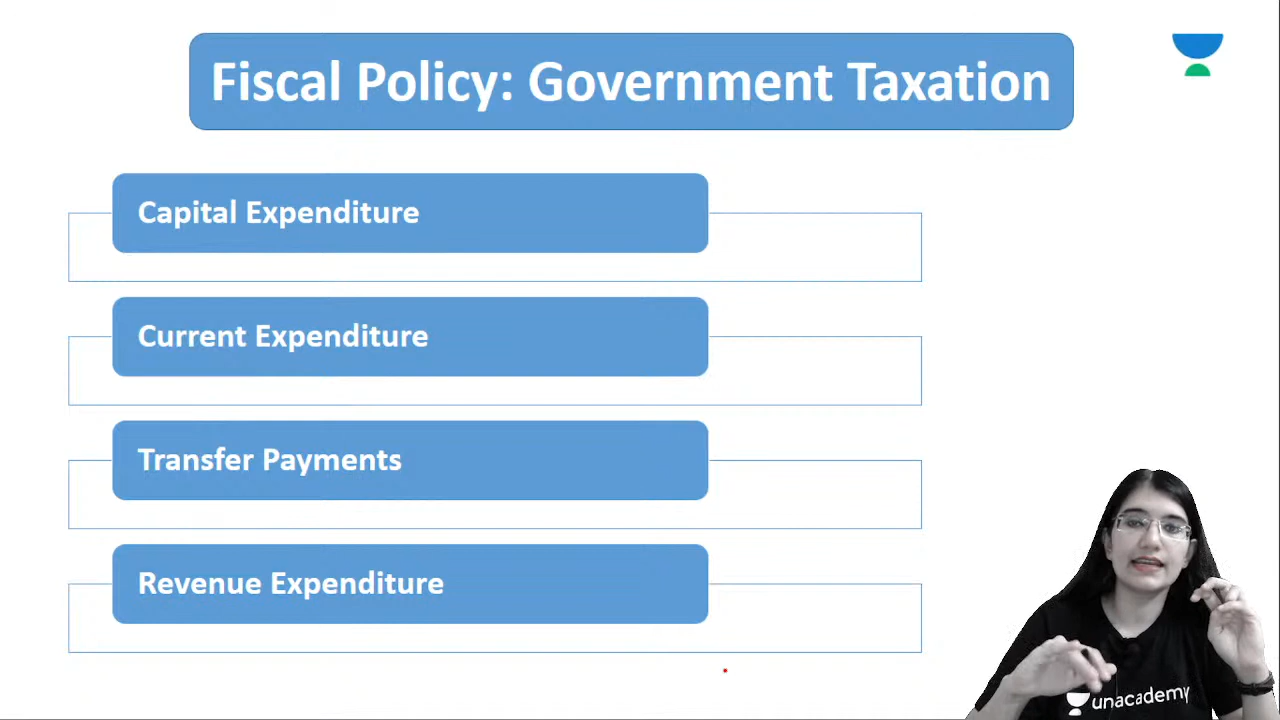 Fiscal Policy: Government Taxation
Capital Expenditure
Current Expenditure
Transfer Payments
Revenue Expenditure
unacademy